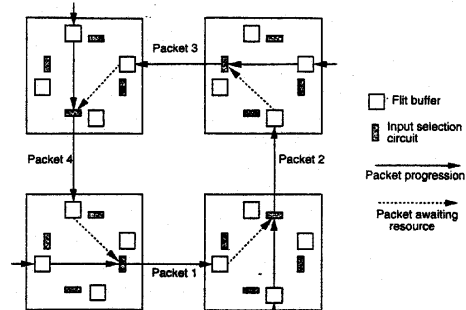 Packet 3
Packet 4
Packet 2
Packet 1
Flit buffer
Input selection
circuit
Packet progression
Packet awaiting
resource